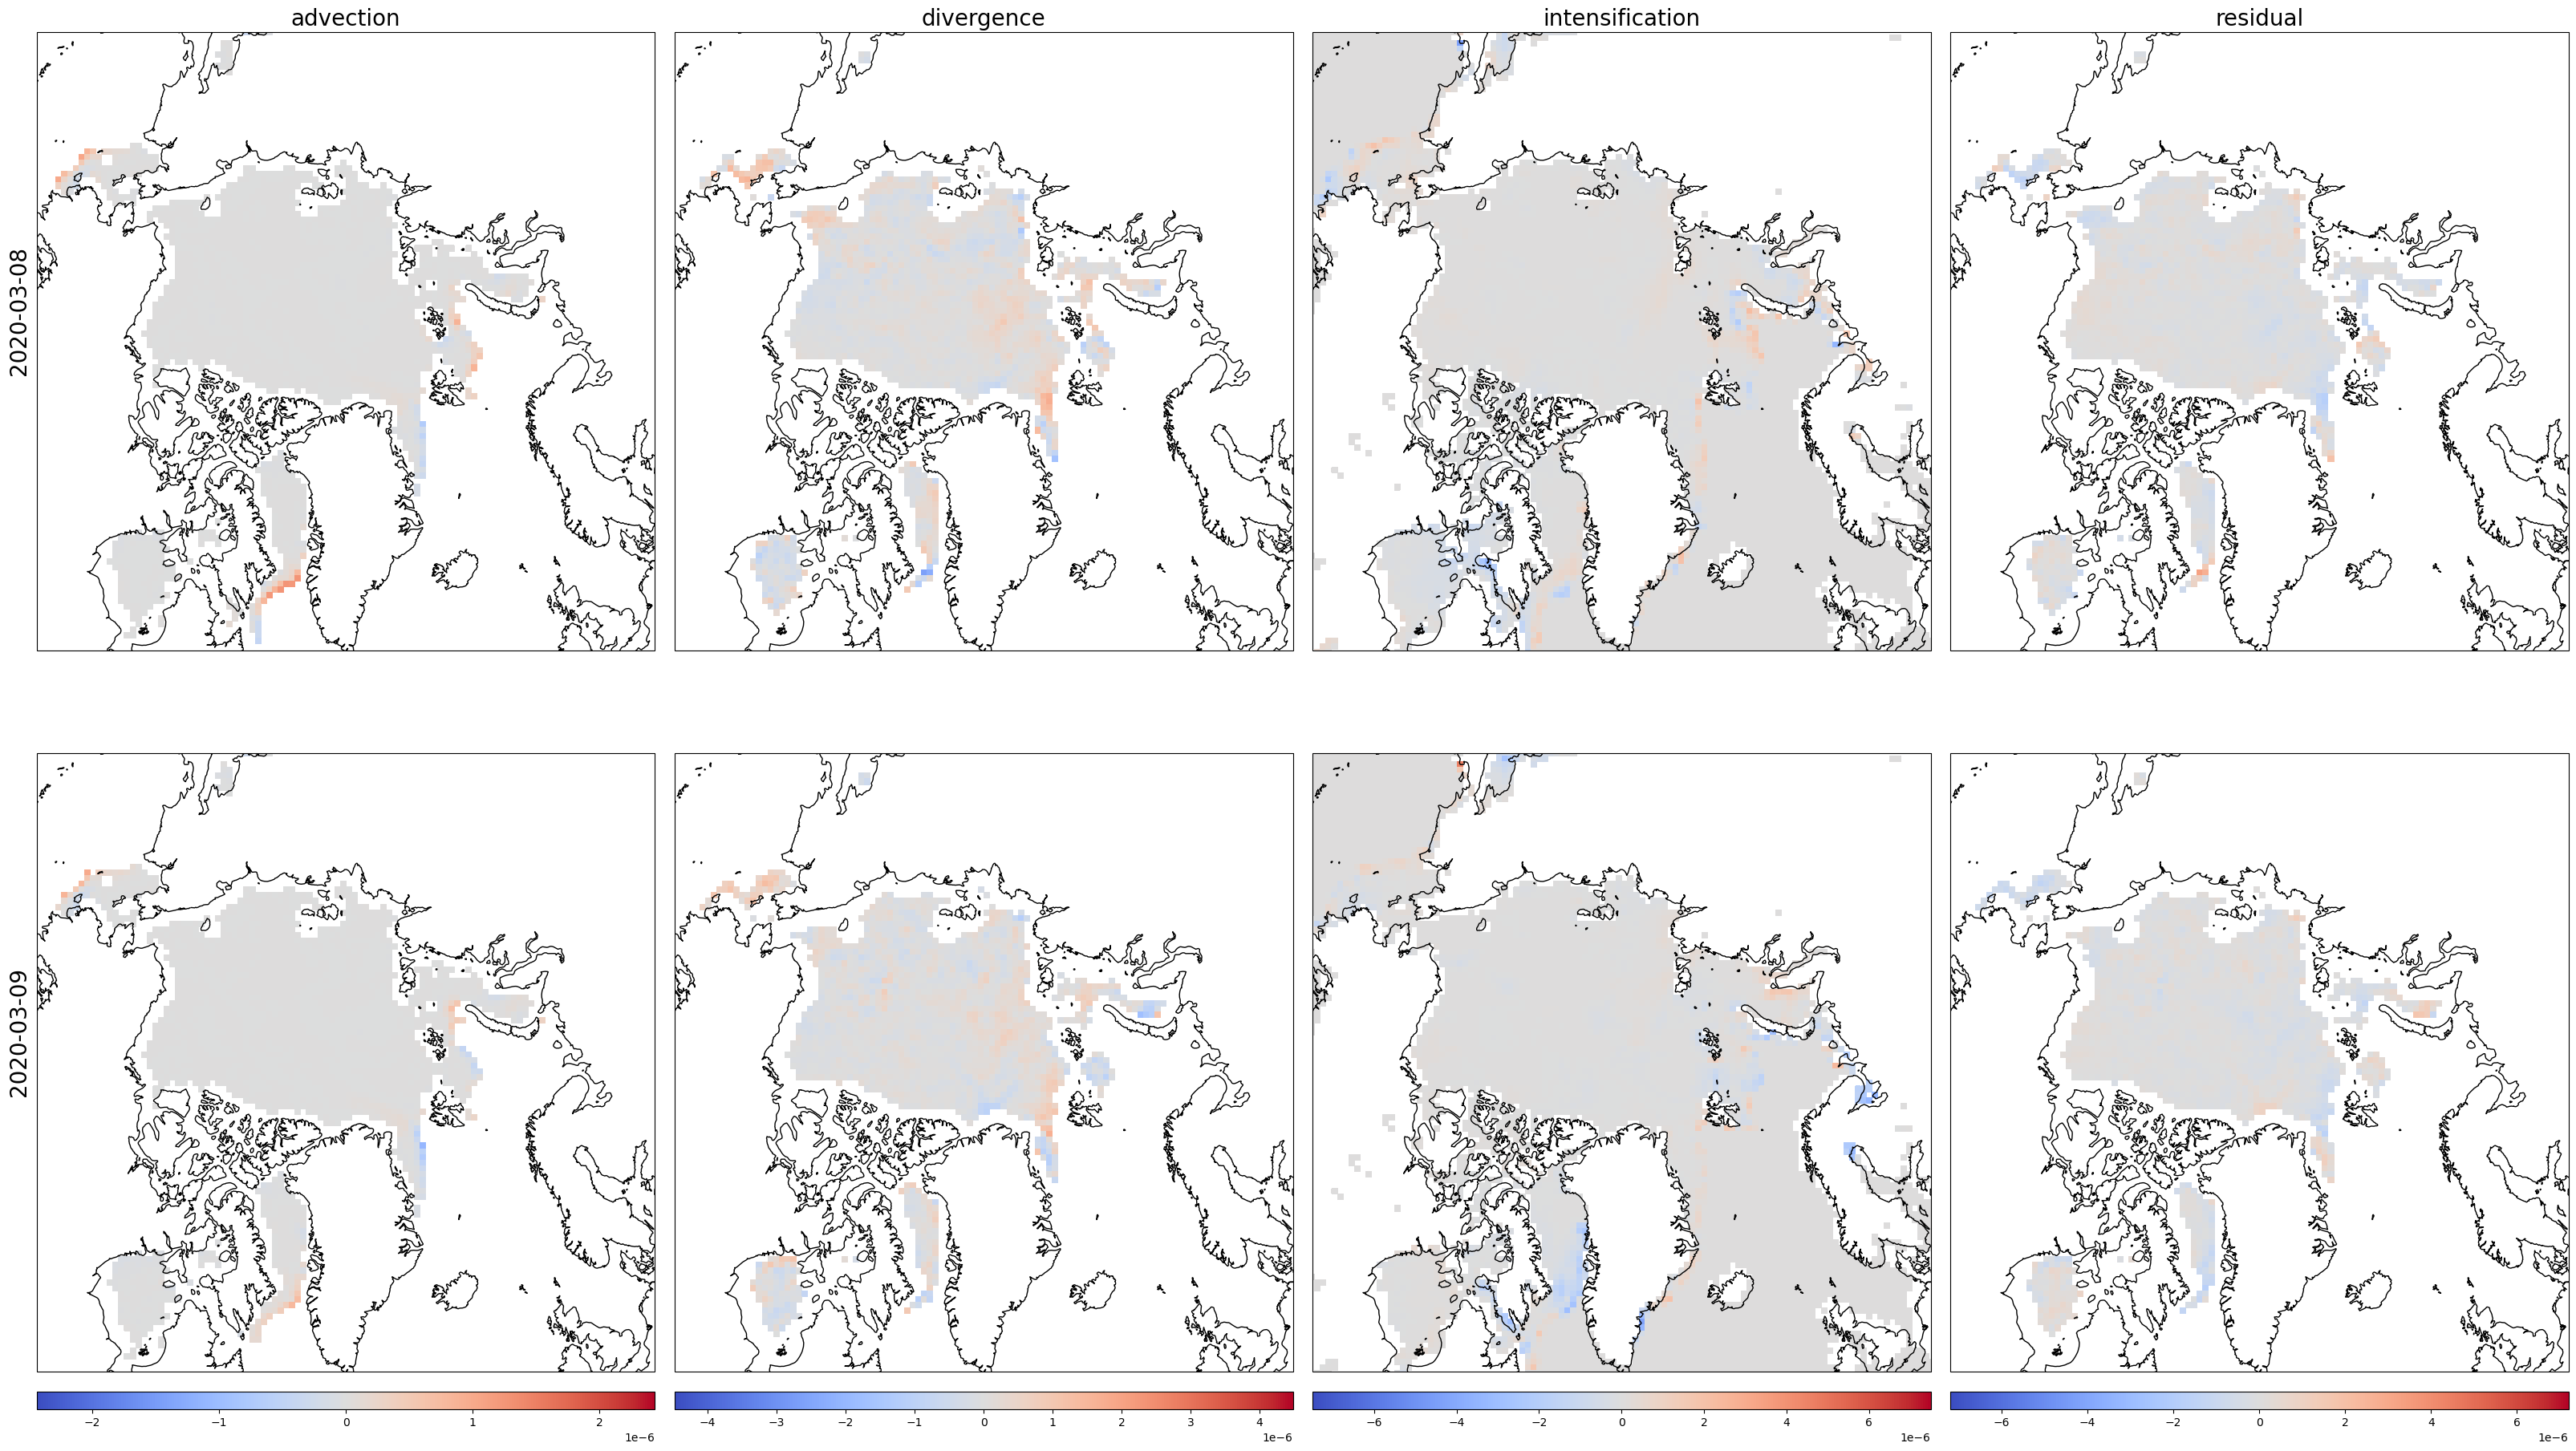 advection divergence intensification residual
2020-03-08
2020-03-09
−2 −1 0 1 2 −4 −3 −2 −1 0 1 2 3 4 −6 −4 −2 0 2 4 6 −6 −4 −2 0 2 4 6
1e−6 1e−6 1e−6 1e−6